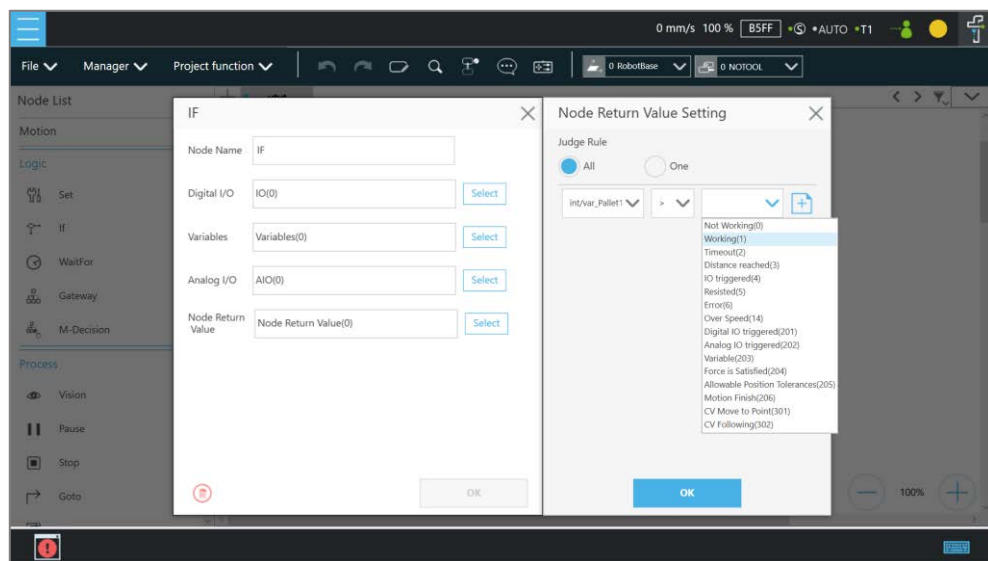 0 mm/s 100 % B5FF •Ⓢ •AUTO •T1
File Manager Project function 0 RobotBase 0 NOTOOL
Node List
Motion
Logic
Set
If
WaitFor
Gateway
M-Decision
Process
Vision
Pause
Stop
Goto
IF
Node Name IF
Digital I/O IO(0) Select
Variables Variables(0) Select
Analog I/O AIO(0) Select
Node Return Value Node Return Value(0) Select
OK
Node Return Value Setting
Judge Rule
All One
int/var_Pallet1 >
Not Working(0)
Working(1)
Timeout(2)
Distance reached(3)
IO triggered(4)
Resisted(5)
Error(6)
Over Speed(14)
Digital IO triggered(201)
Analog IO triggered(202)
Variable(203)
Force is Satisfied(204)
Allowable Position Tolerances(205)
Motion Finish(206)
CV Move to Point(301)
CV Following(302)
OK
100%